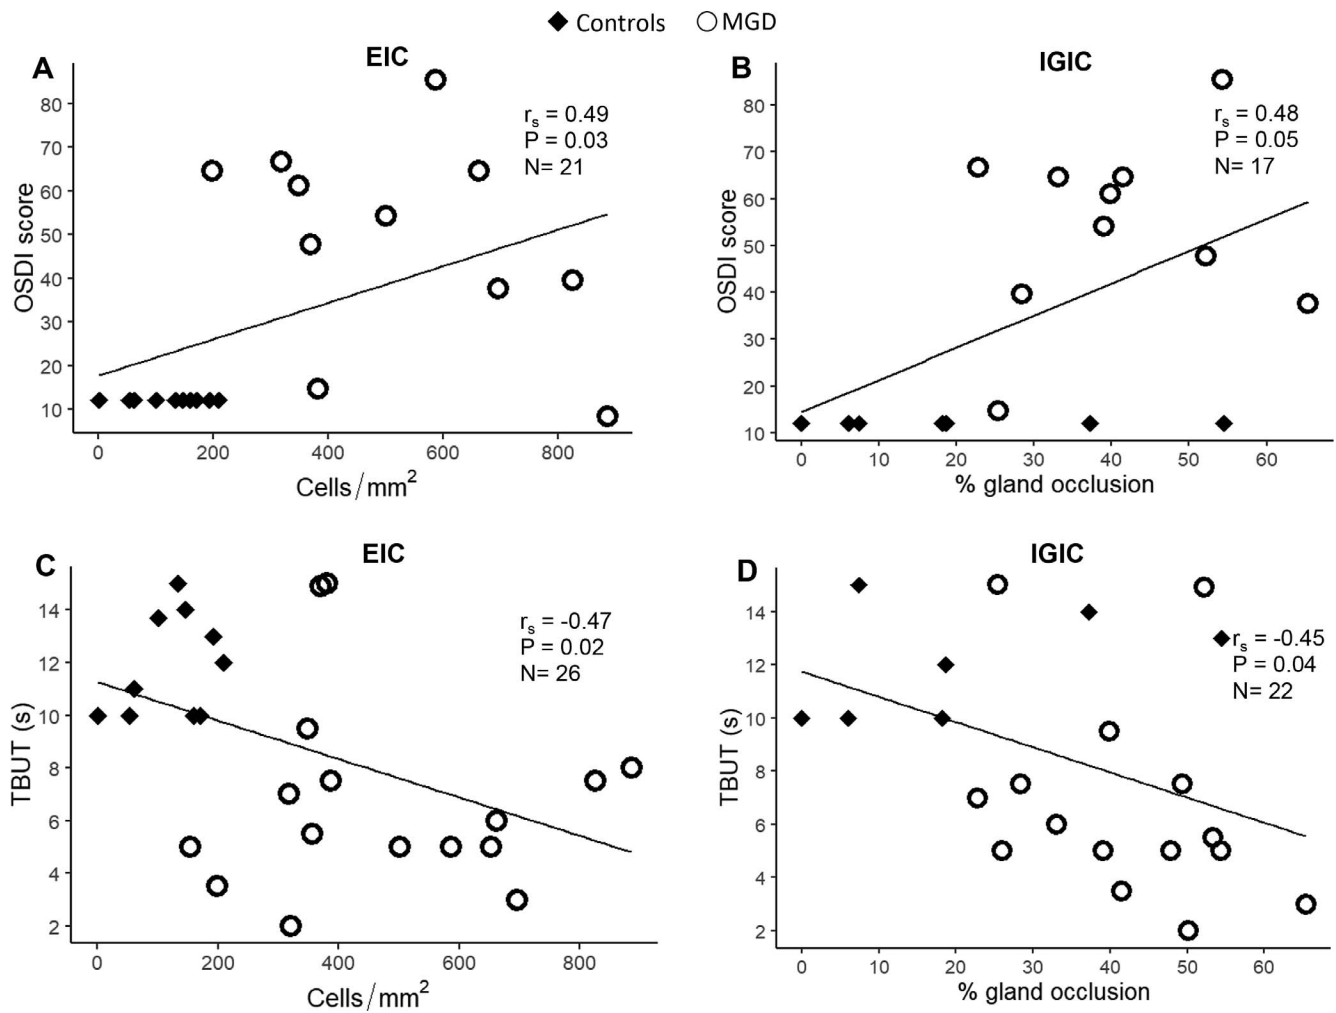 Controls MGD
A EIC
r_s = 0.49
P = 0.03
N= 21
OSDI score
80
70
60
50
40
30
20
10
0 200 400 600 800
Cells/mm²
B IGIC
r_s = 0.48
P = 0.05
N= 17
OSDI score
80
70
60
50
40
30
20
10
0 10 20 30 40 50 60
% gland occlusion
C EIC
r_s = -0.47
P = 0.02
N= 26
TBUT (s)
14
12
10
8
6
4
2
0 200 400 600 800
Cells/mm²
D IGIC
r_s = -0.45
P = 0.04
N= 22
TBUT (s)
14
12
10
8
6
4
2
0 10 20 30 40 50 60
% gland occlusion